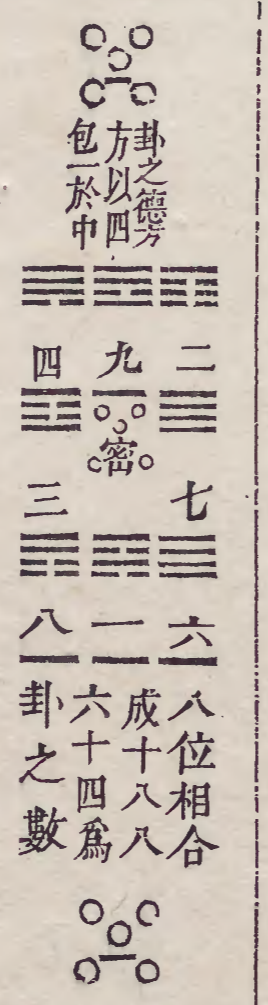 卦之德方
方以四
包一於中
二
九
四
密
七
三
六
一
八
八位相合
成十八八
六十四爲
卦之數